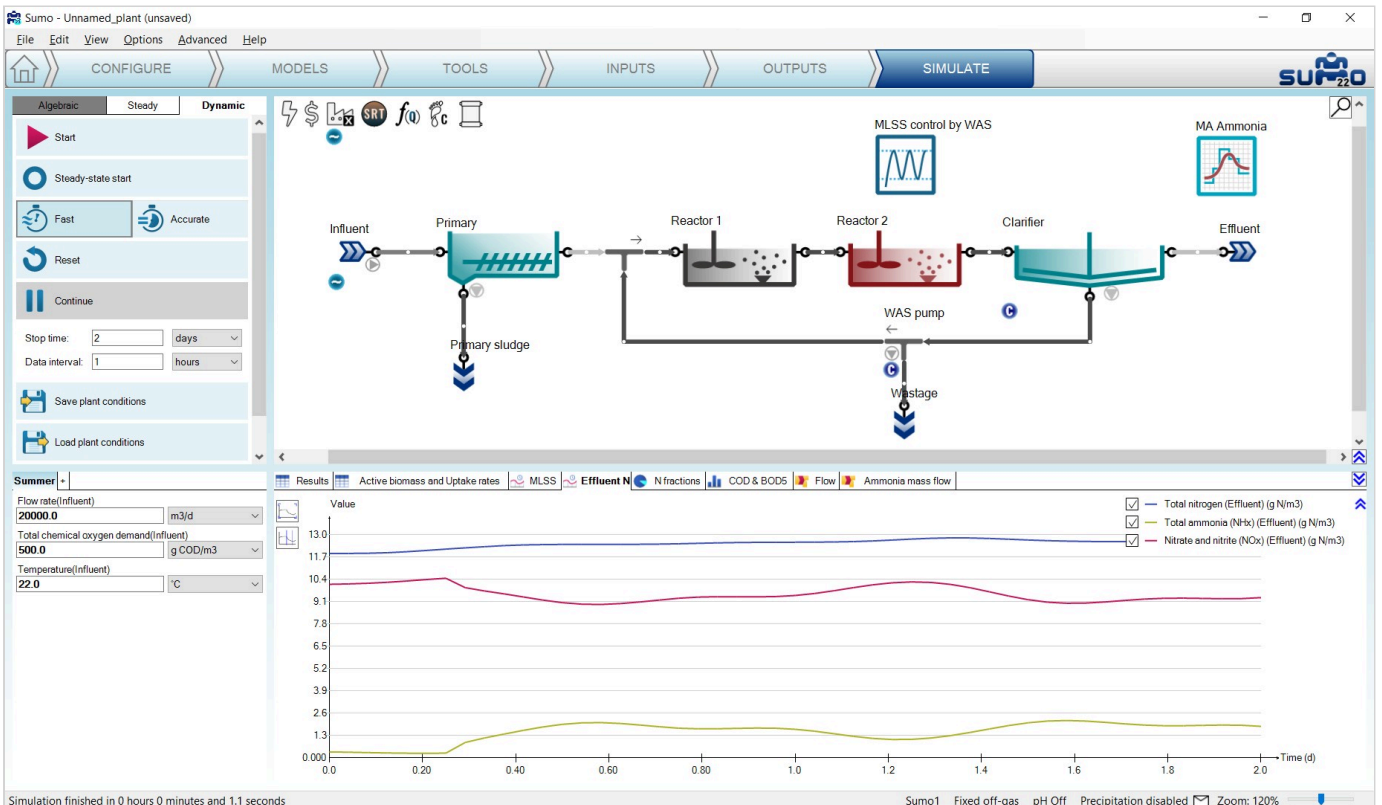 Sumo - Unnamed_plant (unsaved)
File Edit View Options Advanced Help
CONFIGURE MODELS TOOLS INPUTS OUTPUTS SIMULATE
SUMO 22
Algebraic Steady Dynamic
Start
Steady-state start
Fast Accurate
Reset
Continue
Stop time: 2 days
Data interval: 1 hours
Save plant conditions
Load plant conditions
$ x SRT f(Q) c
MLSS control by WAS
MA Ammonia
Influent
Primary
Reactor 1
Reactor 2
Clarifier
Effluent
C
WAS pump
C
Primary sludge
Wastage
Summer +
Flow rate(Influent)
20000.0 m3/d
Total chemical oxygen demand(Influent)
500.0 g COD/m3
Temperature(Influent)
22.0 °C
Results Active biomass and Uptake rates MLSS Effluent N N fractions COD & BOD5 Flow Ammonia mass flow
Value
Total nitrogen (Effluent) (g N/m3)
Total ammonia (NHx) (Effluent) (g N/m3)
Nitrate and nitrite (NOx) (Effluent) (g N/m3)
13.0
11.7
10.4
9.1
7.8
6.5
5.2
3.9
2.6
1.3
0.000
0.0 0.20 0.40 0.60 0.80 1.0 1.2 1.4 1.6 1.8 2.0
Time (d)
Simulation finished in 0 hours 0 minutes and 1.1 seconds
Sumo1 Fixed off-gas pH Off Precipitation disabled Zoom: 120%